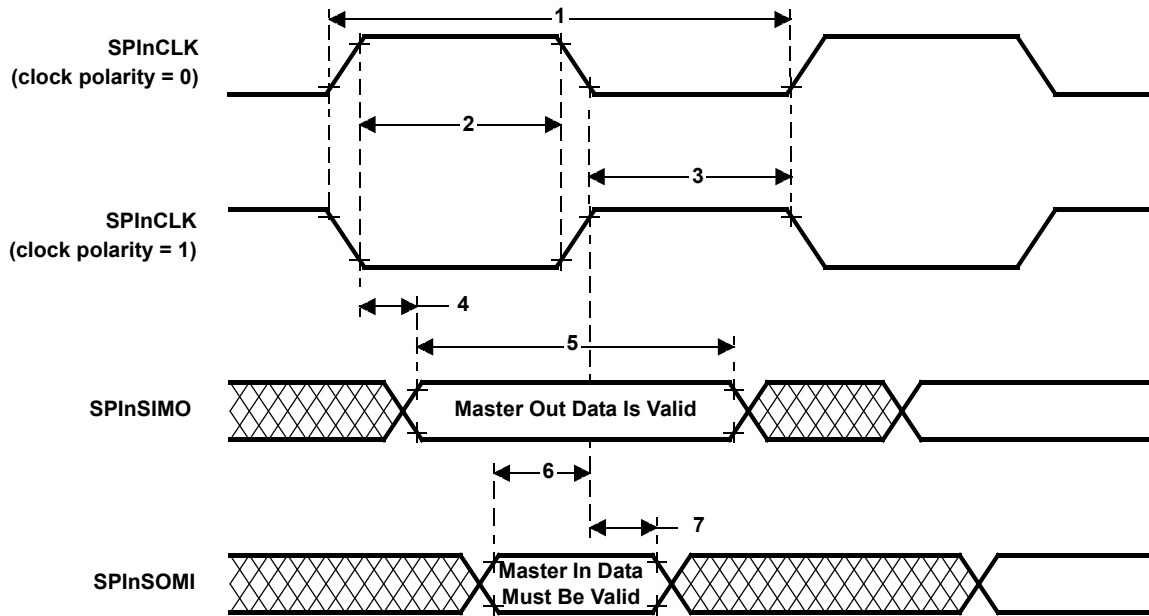 1
SPInCLK
(clock polarity = 0)
2
3
SPInCLK
(clock polarity = 1)
4
5
SPInSIMO
Master Out Data Is Valid
6
7
SPInSOMI
Master In Data
Must Be Valid